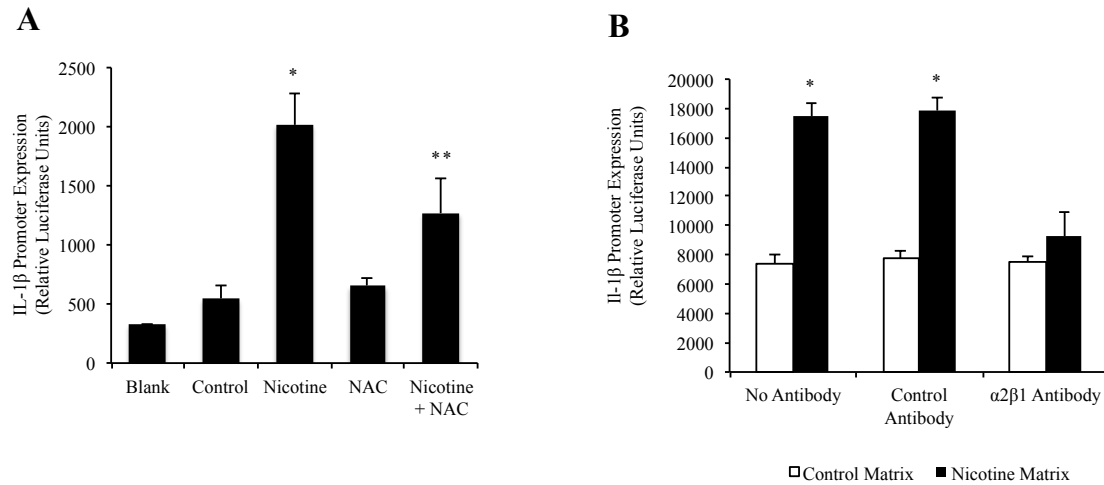 A
IL-1β Promoter Expression
(Relative Luciferase Units)
2500
2000
1500
1000
500
0
*
**
Blank
Control
Nicotine
NAC
Nicotine
+ NAC
B
Il-1β Promoter Expression
(Relative Luciferase Units)
20000
18000
16000
14000
12000
10000
8000
6000
4000
2000
0
*
*
No Antibody
Control
Antibody
α2β1 Antibody
Control Matrix
Nicotine Matrix